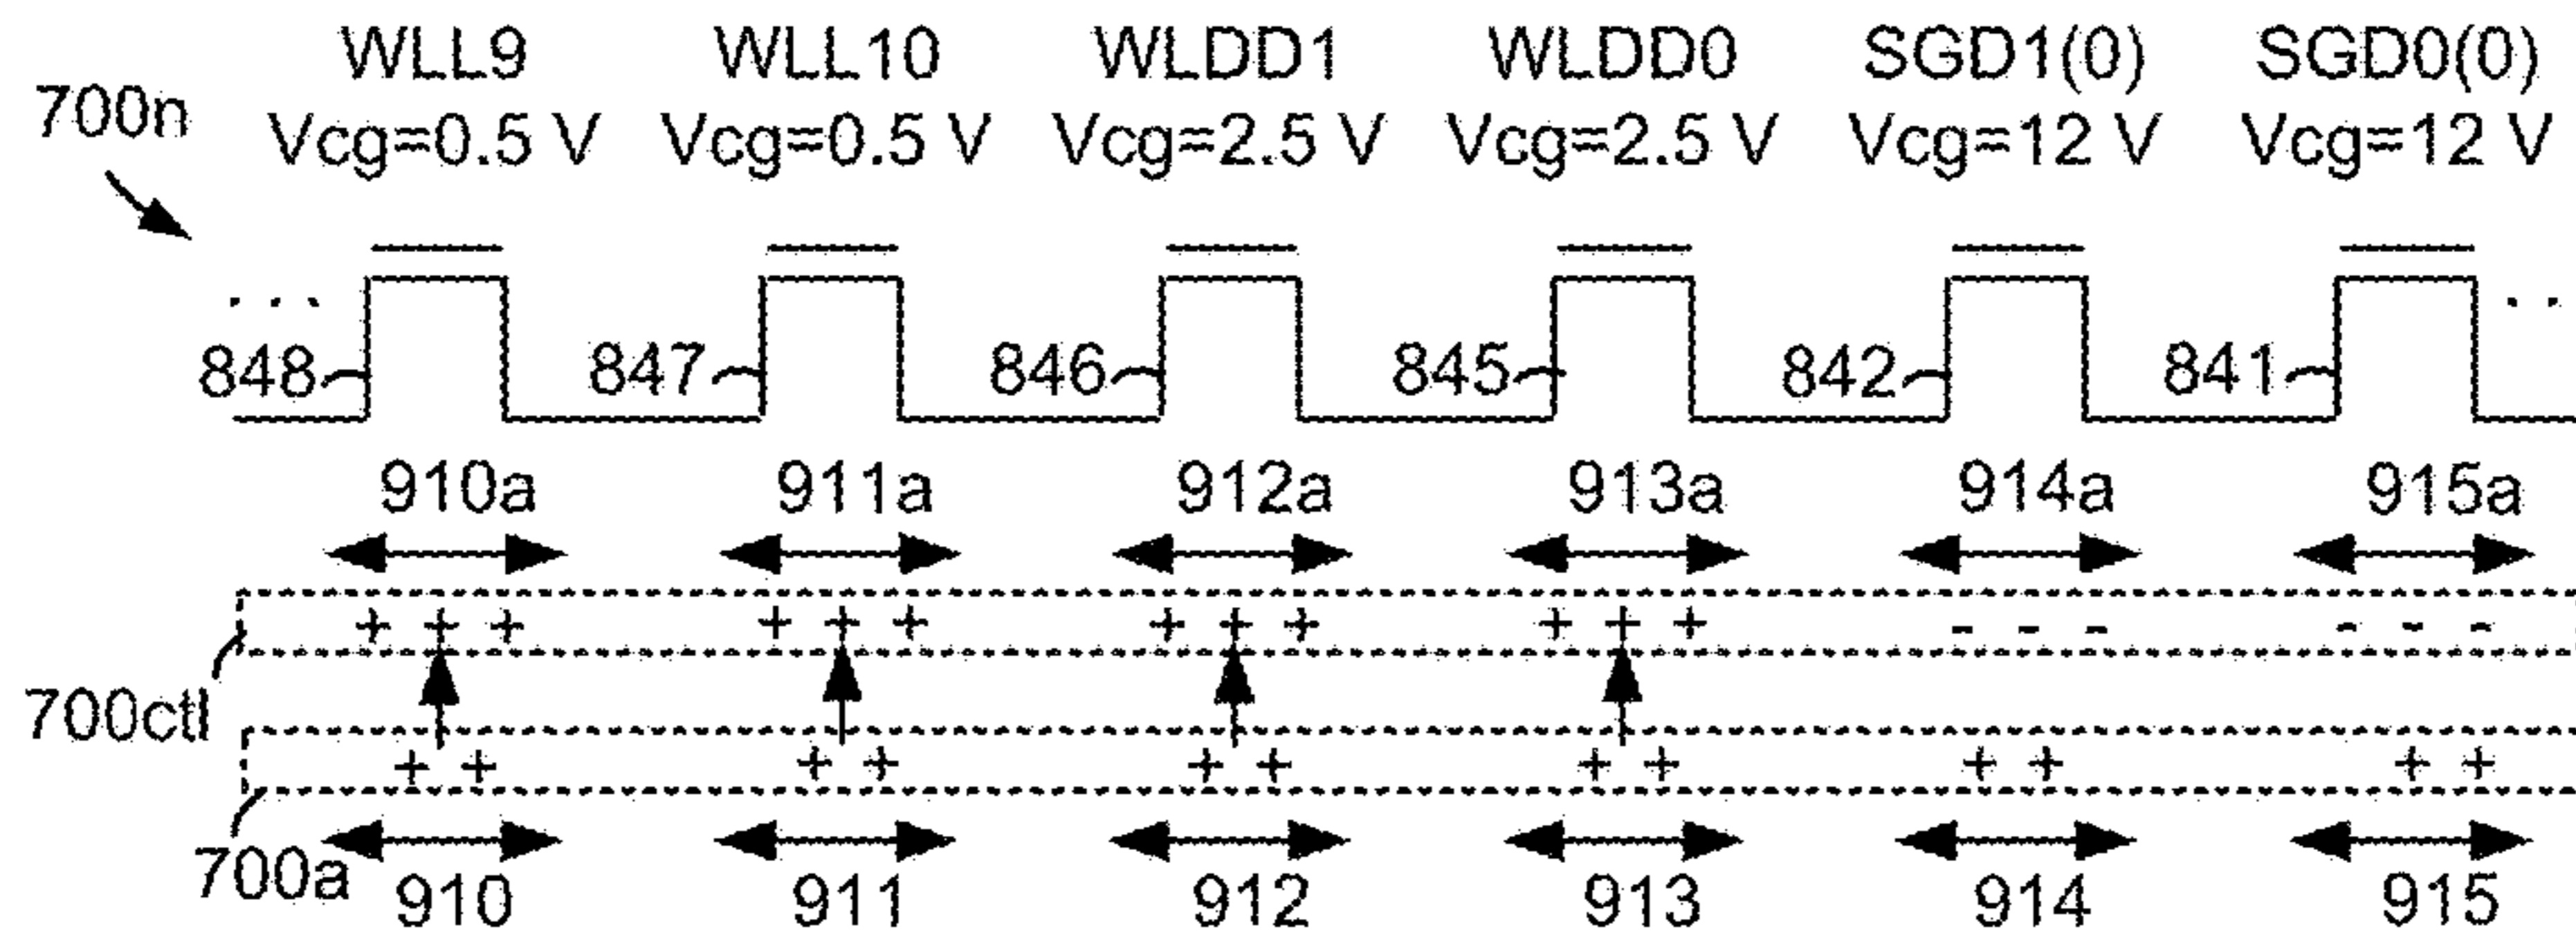 WLL9 WLL10 WLDD1 WLDD0 SGD1(0) SGD0(0)
700n Vcg=0.5 V Vcg=0.5 V Vcg=2.5 V Vcg=2.5 V Vcg=12 V Vcg=12 V
. . . . .
848 847 846 845 842 841
910a 911a 912a 913a 914a 915a
+ + + + + + + + + + + + - - - - - -
700ctl
+ + + + + + + + + + + +
700a 910 911 912 913 914 915